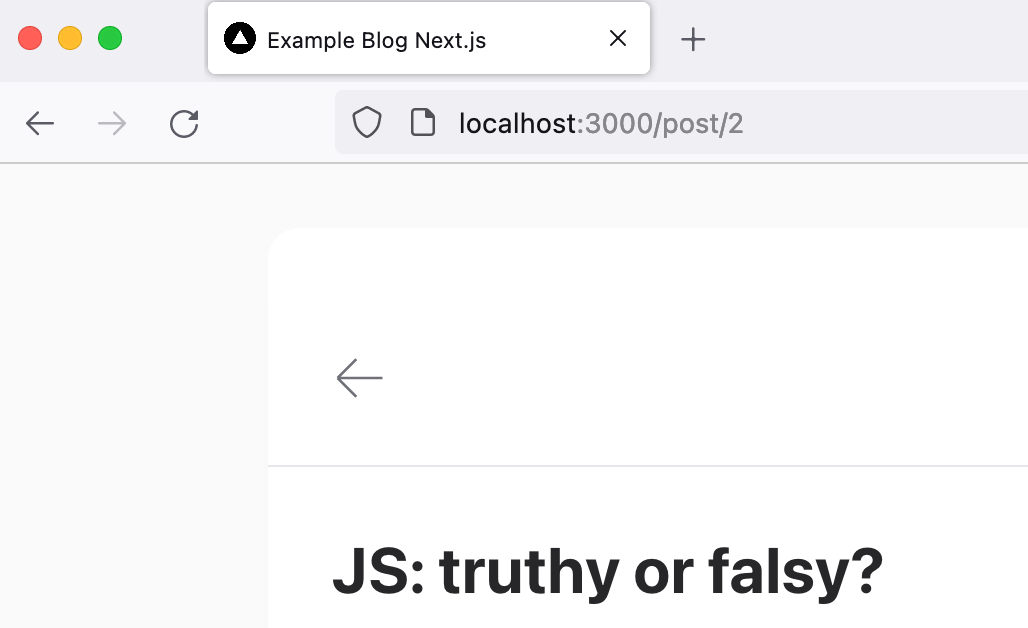 Example Blog Next.js
localhost:3000/post/2
JS: truthy or falsy?